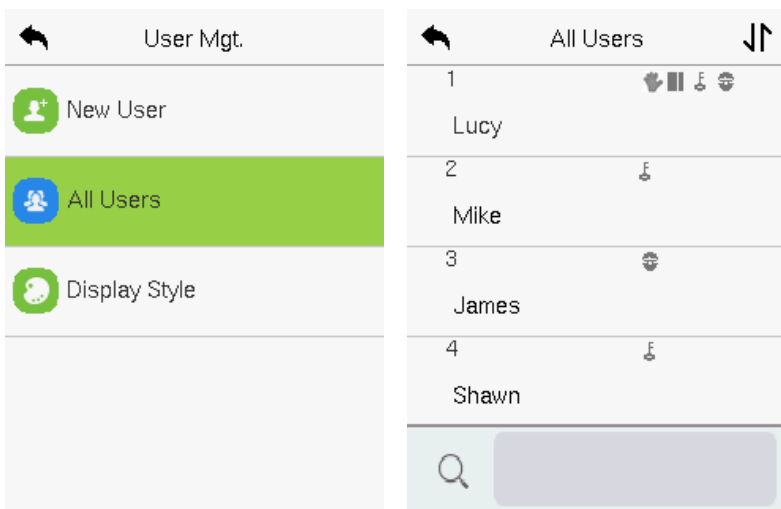 User Mgt.
New User
All Users
Display Style
All Users
1
Lucy
2
Mike
3
James
4
Shawn